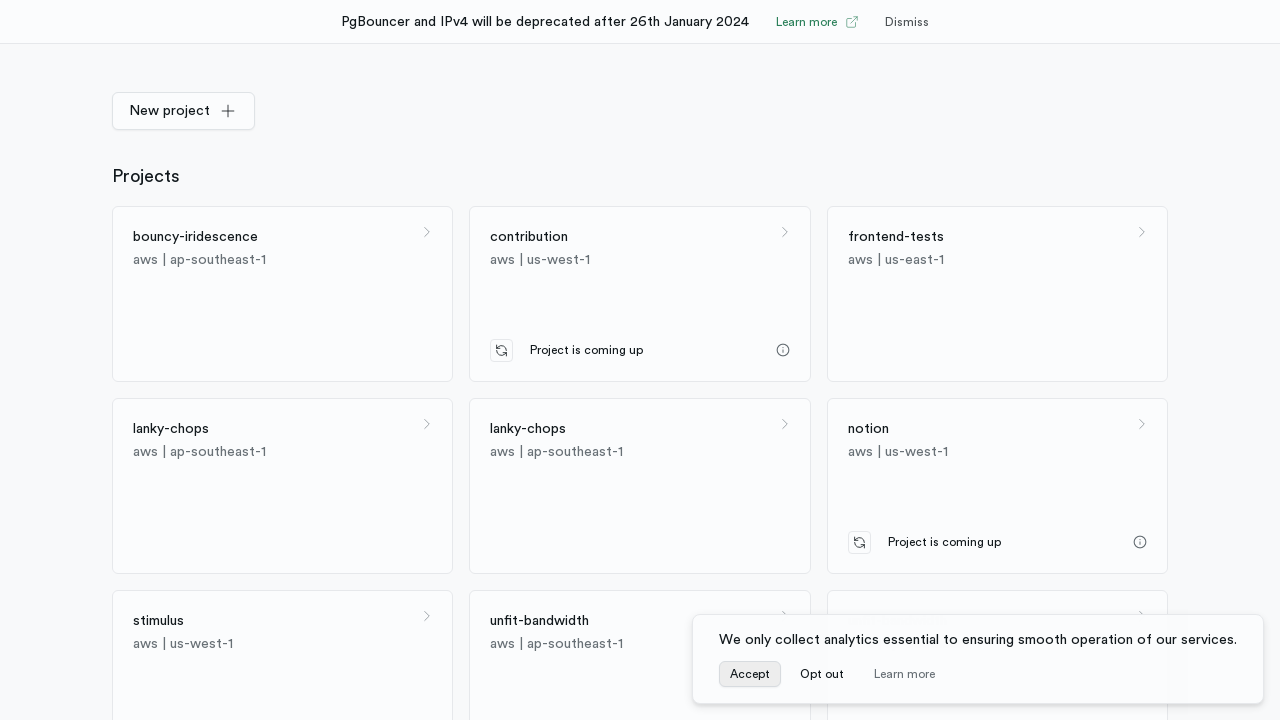 PgBouncer and IPv4 will be deprecated after 26th January 2024 Learn more Dismiss
New project
Projects
bouncy-iridescence
aws | ap-southeast-1
contribution
aws | us-west-1
Project is coming up
frontend-tests
aws | us-east-1
lanky-chops
aws | ap-southeast-1
lanky-chops
aws | ap-southeast-1
notion
aws | us-west-1
Project is coming up
stimulus
aws | us-west-1
unfit-bandwidth
aws | ap-southeast-1
We only collect analytics essential to ensuring smooth operation of our services.
Accept Opt out Learn more